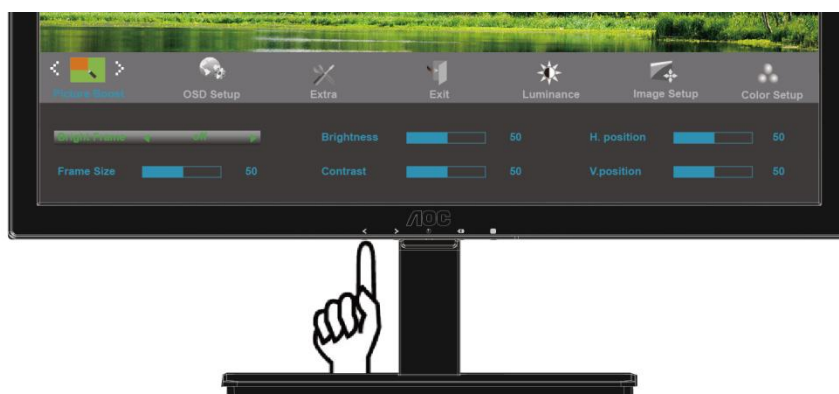 Picture Boost OSD Setup Extra Exit Luminance Image Setup Color Setup
Bright Frame off Brightness 50 H. position 50
Frame Size 50 Contrast 50 V.position 50
AOC